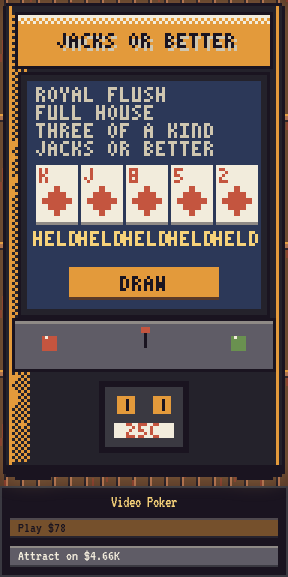 JACKS OR BETTER
ROYAL FLUSH
FULL HOUSE
THREE OF A KIND
JACKS OR BETTER
K J 8 5 2
HELD HELD HELD HELD HELD
DRAW
25C
Video Poker
Play $78
Attract on $4.66K